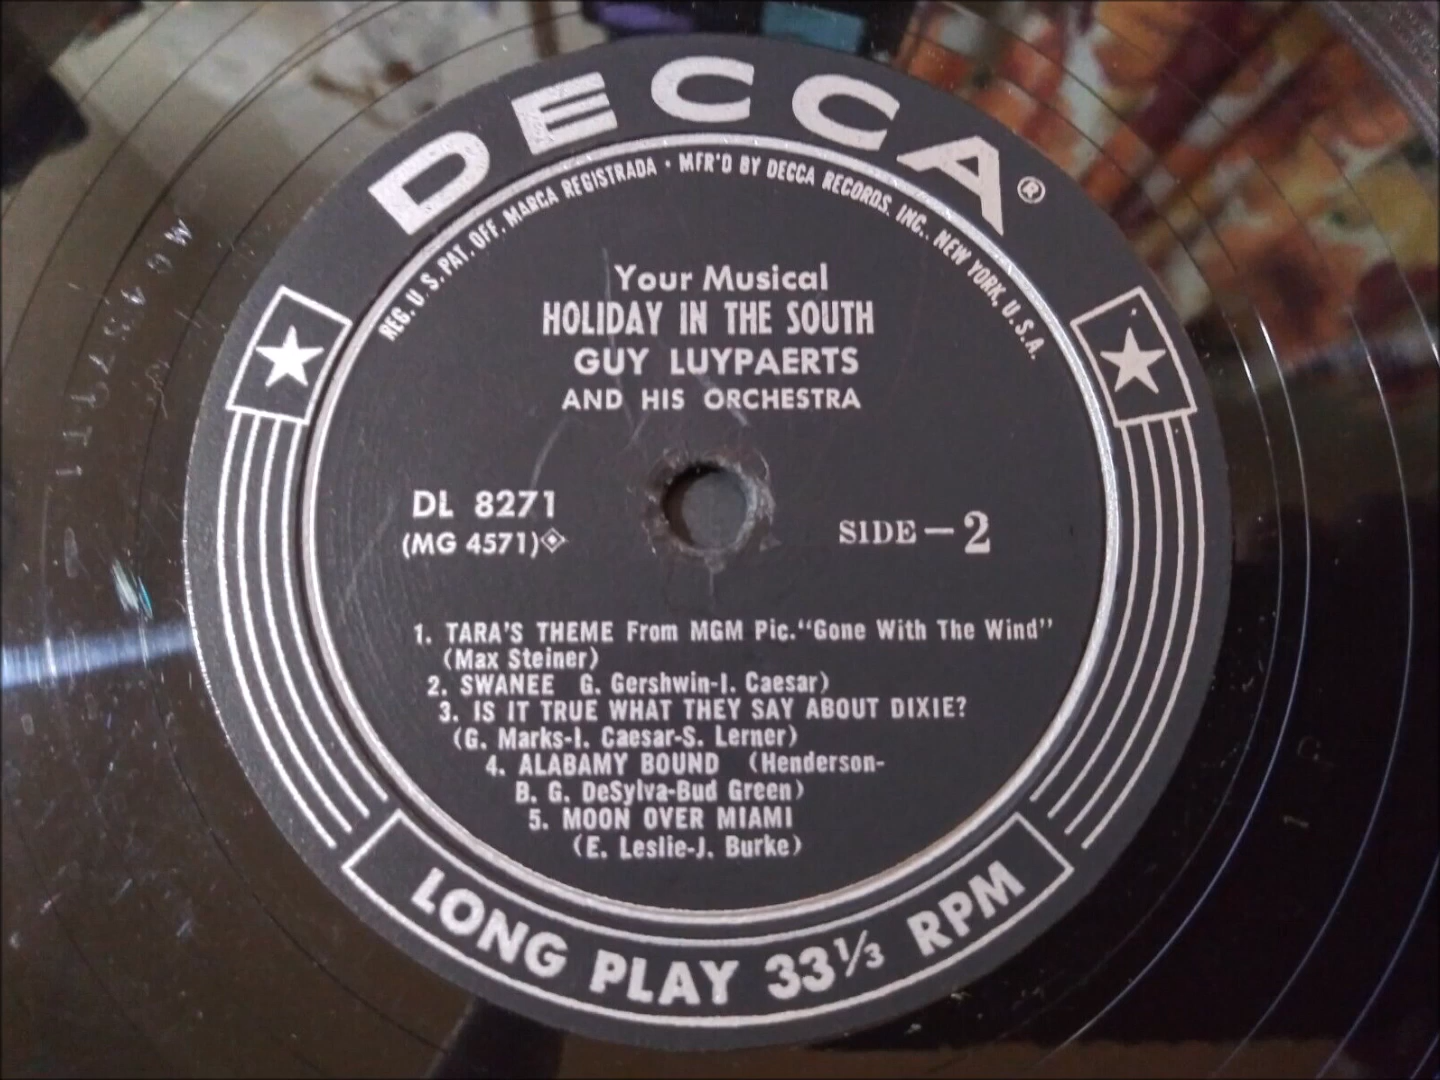 DECCA®
REG. U.S. PAT. OFF. MARCA REGISTRADA • MFR'D BY DECCA RECORDS, INC., NEW YORK, U.S.A.
Your Musical
HOLIDAY IN THE SOUTH
GUY LUYPAERTS
AND HIS ORCHESTRA
DL 8271
(MG 4571)
SIDE—2
1. TARA'S THEME From MGM Pic. "Gone With The Wind"
(Max Steiner)
2. SWANEE G. Gershwin-I. Caesar)
3. IS IT TRUE WHAT THEY SAY ABOUT DIXIE?
(G. Marks-I. Caesar-S. Lerner)
4. ALABAMY BOUND (Henderson-
B. G. DeSylva-Bud Green)
5. MOON OVER MIAMI
(E. Leslie-J. Burke)
LONG PLAY 33⅓ RPM